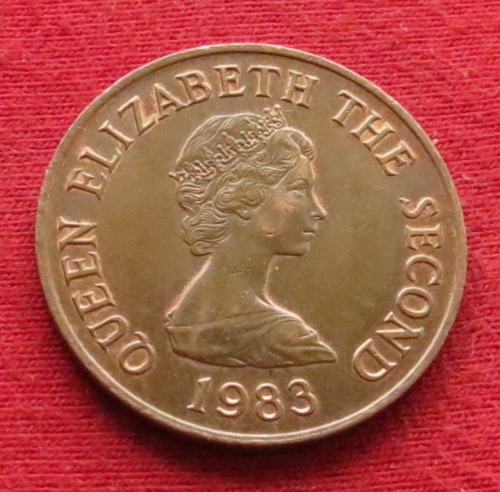 QUEEN ELIZABETH THE SECOND
1983